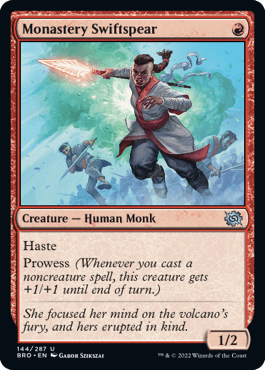 Monastery Swiftspear
Creature — Human Monk
Haste
Prowess (Whenever you cast a
noncreature spell, this creature gets
+1/+1 until end of turn.)
She focused her mind on the volcano's
fury, and hers erupted in kind.
1/2
144/287 U
BRO • EN GABOR SZIKSZAI
™ & © 2022 Wizards of the Coast